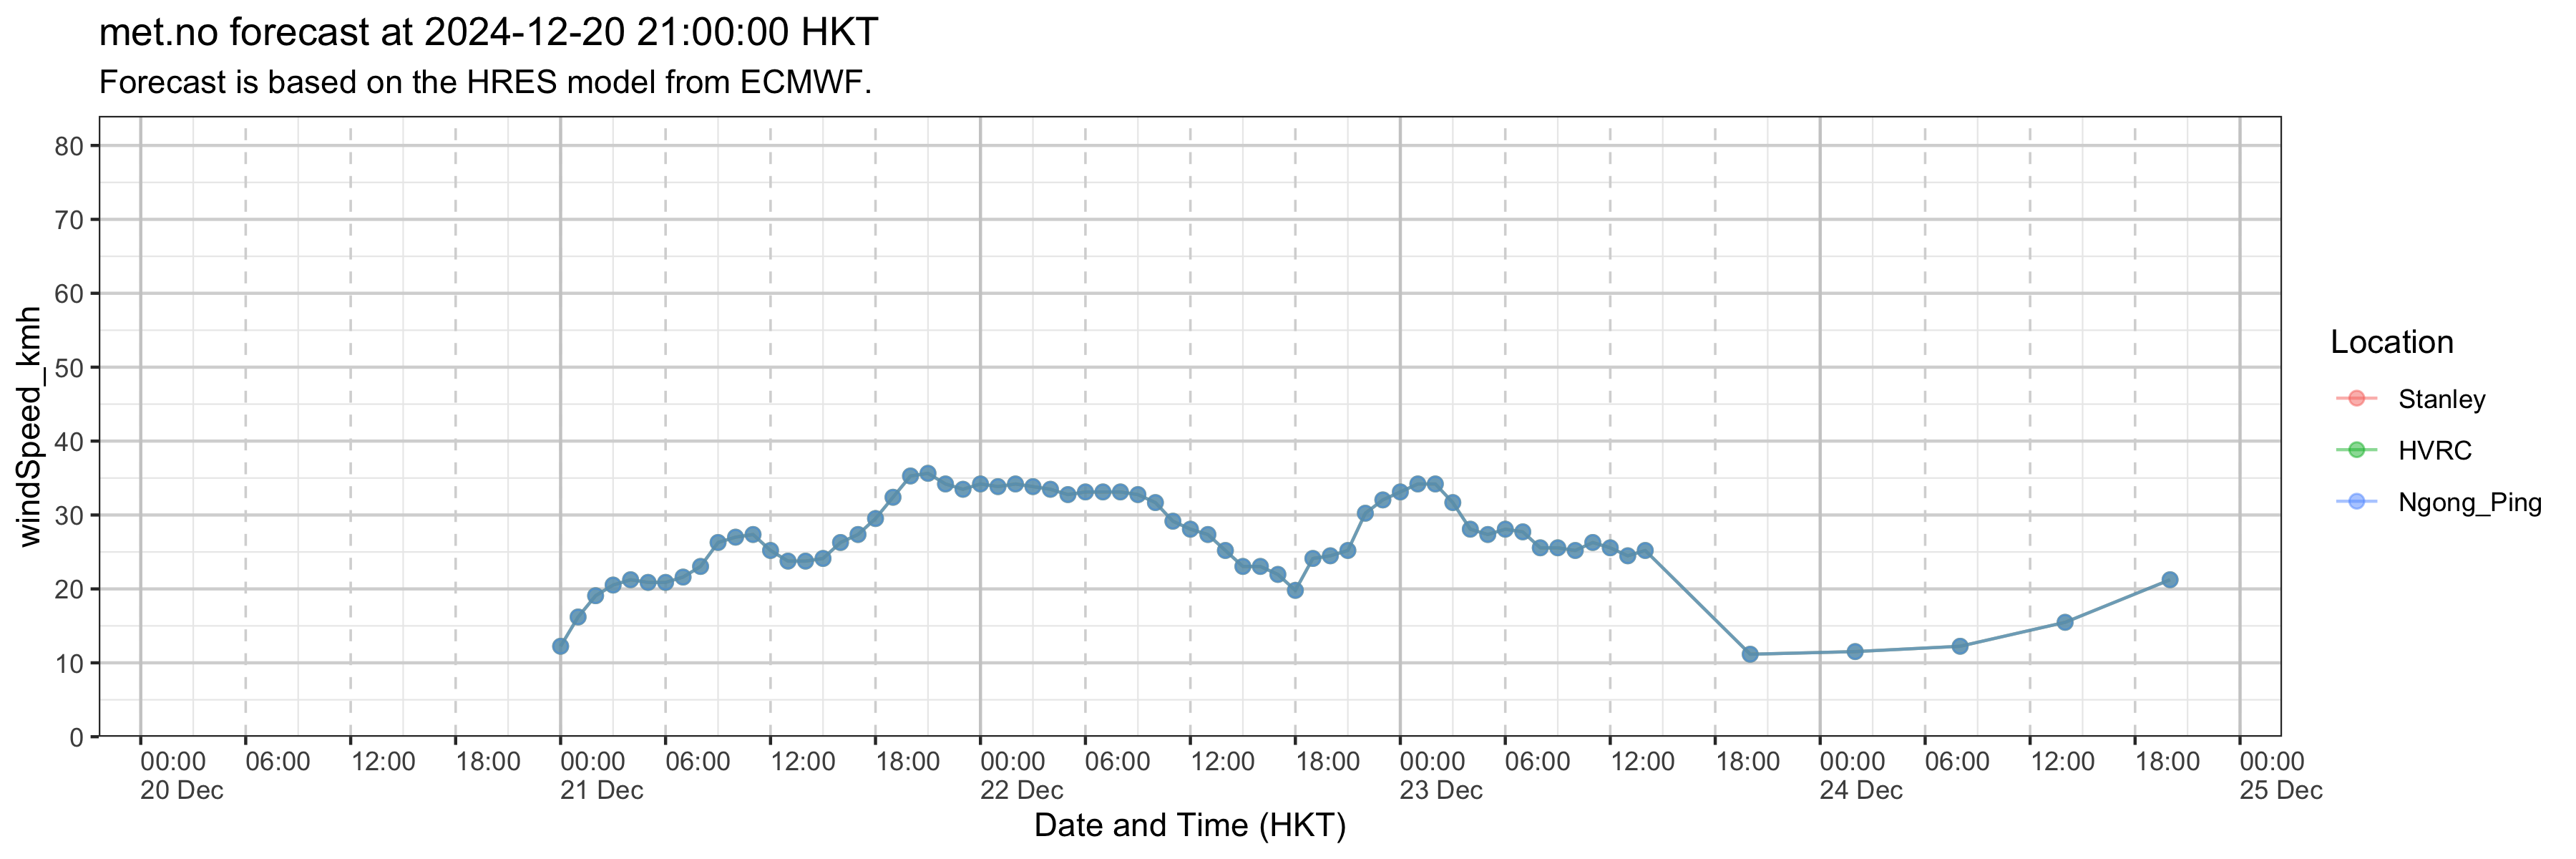 met.no forecast at 2024-12-20 21:00:00 HKT
Forecast is based on the HRES model from ECMWF.
windSpeed_kmh
80
70
60
50
40
30
20
10
0
00:00 06:00 12:00 18:00 00:00 06:00 12:00 18:00 00:00 06:00 12:00 18:00 00:00 06:00 12:00 18:00 00:00 06:00 12:00 18:00 00:00
20 Dec 21 Dec 22 Dec 23 Dec 24 Dec 25 Dec
Date and Time (HKT)
Location
Stanley
HVRC
Ngong_Ping